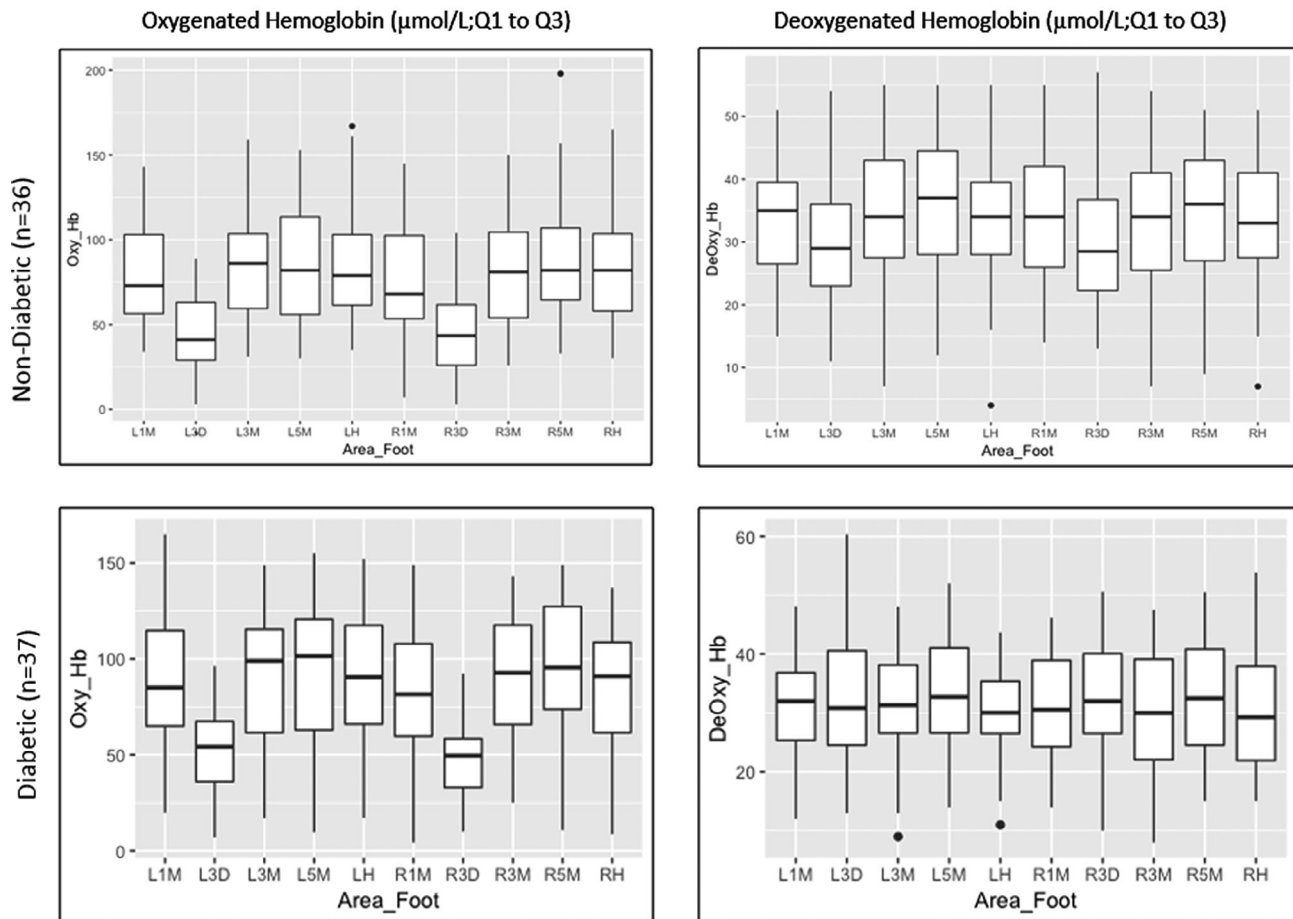 Oxygenated Hemoglobin (µmol/L;Q1 to Q3)
Deoxygenated Hemoglobin (µmol/L;Q1 to Q3)
Non-Diabetic (n=36)
200
150
100
50
0
Oxy_Hb
L1M L3D L3M L5M LH R1M R3D R3M R5M RH
Area_Foot
50
40
30
20
10
DeOxy_Hb
L1M L3D L3M L5M LH R1M R3D R3M R5M RH
Area_Foot
Diabetic (n=37)
150
100
50
0
Oxy_Hb
L1M L3D L3M L5M LH R1M R3D R3M R5M RH
Area_Foot
60
40
20
DeOxy_Hb
L1M L3D L3M L5M LH R1M R3D R3M R5M RH
Area_Foot